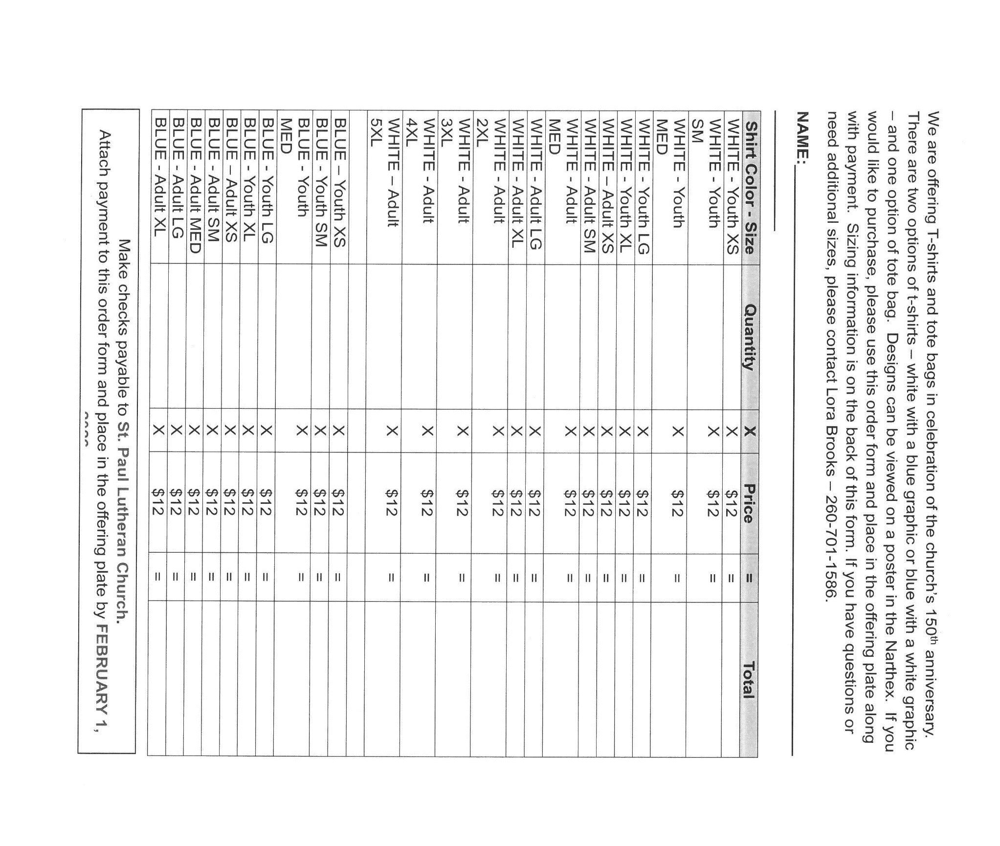 We are offering T-shirts and tote bags in celebration of the church's 150th anniversary.
There are two options of t-shirts – white with a blue graphic or blue with a white graphic
– and one option of tote bag.  Designs can be viewed on a poster in the Narthex.  If you
would like to purchase, please use this order form and place in the offering plate along
with payment.  Sizing information is on the back of this form. If you have questions or
need additional sizes, please contact Lora Brooks – 260-701-1586.
NAME:
Shirt Color - Size Quantity X Price = Total
WHITE - Youth XS X $12 =
WHITE - Youth X $12 =
SM
WHITE - Youth X $12 =
MED
WHITE - Youth LG X $12 =
WHITE - Youth XL X $12 =
WHITE – Adult XS X $12 =
WHITE - Adult SM X $12 =
WHITE - Adult X $12 =
MED
WHITE - Adult LG X $12 =
WHITE - Adult XL X $12 =
WHITE - Adult X $12 =
2XL
WHITE - Adult X $12 =
3XL
WHITE - Adult X $12 =
4XL
WHITE – Adult X $12 =
5XL
BLUE – Youth XS X $12 =
BLUE - Youth SM X $12 =
BLUE - Youth X $12 =
MED
BLUE - Youth LG X $12 =
BLUE - Youth XL X $12 =
BLUE – Adult XS X $12 =
BLUE - Adult SM X $12 =
BLUE - Adult MED X $12 =
BLUE - Adult LG X $12 =
BLUE - Adult XL X $12 =
Make checks payable to St. Paul Lutheran Church.
Attach payment to this order form and place in the offering plate by FEBRUARY 1,